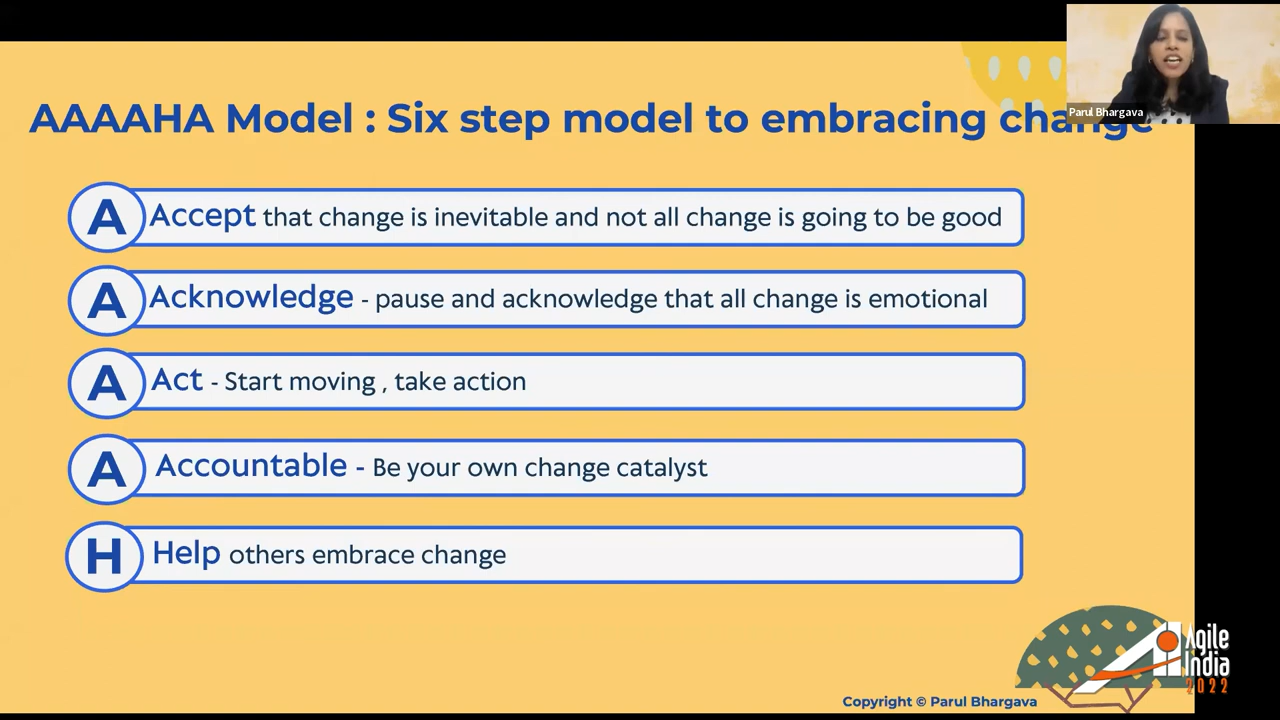 Parul Bhargava
AAAAHA Model : Six step model to embracing change
A Accept that change is inevitable and not all change is going to be good
A Acknowledge - pause and acknowledge that all change is emotional
A Act - Start moving , take action
A Accountable - Be your own change catalyst
H Help others embrace change
Agile
India
2022
Copyright © Parul Bhargava